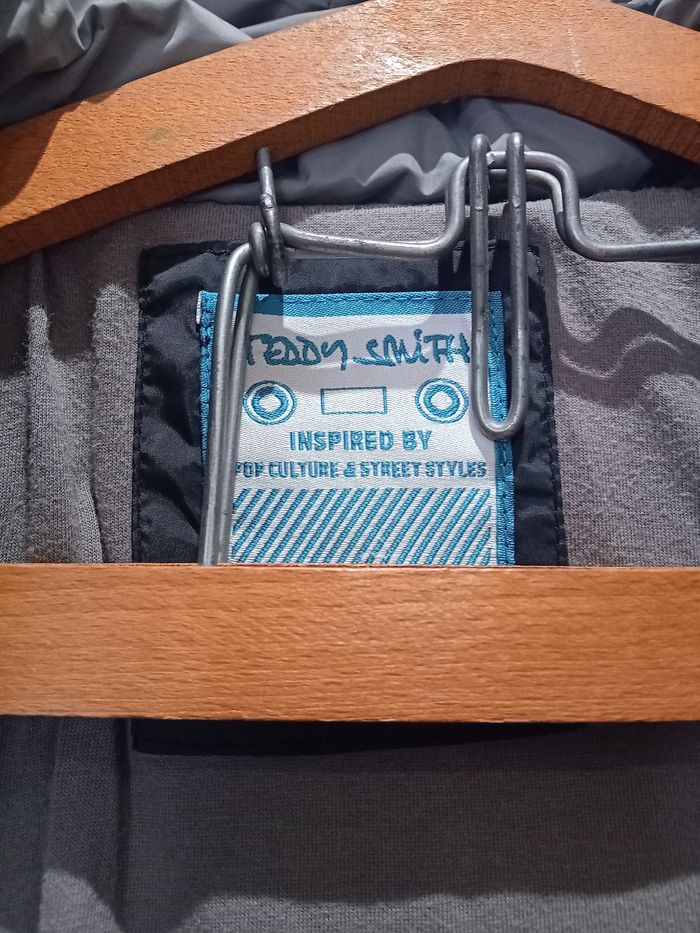 TEDDY SMITH
INSPIRED BY
POP CULTURE & STREET STYLES